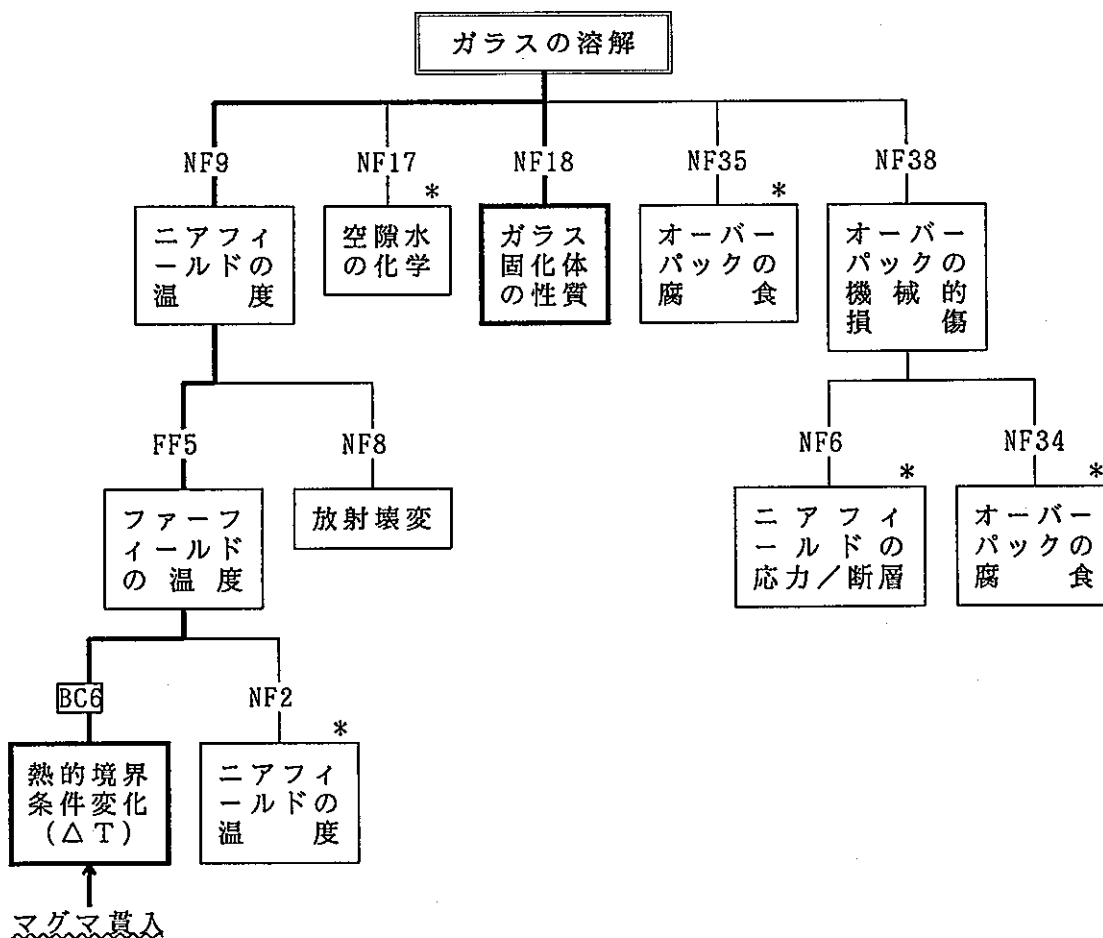 ガラスの溶解
NF9
NF17
NF18
NF35
NF38
*
*
ニアフィ
ールドの
温度
空隙水
の化学
ガラス
固化体
の性質
オーバー
パックの
腐食
オーバー
パックの
機械的
損傷
FF5
NF8
NF6
NF34
*
*
ファーフ
ィールド
の温度
放射壊変
ニアフィ
ールドの
応力／断層
オーバー
パックの
腐食
BC6
NF2
*
熱的境界
条件変化
(△T)
ニアフィ
ールドの
温度
マグマ貫入